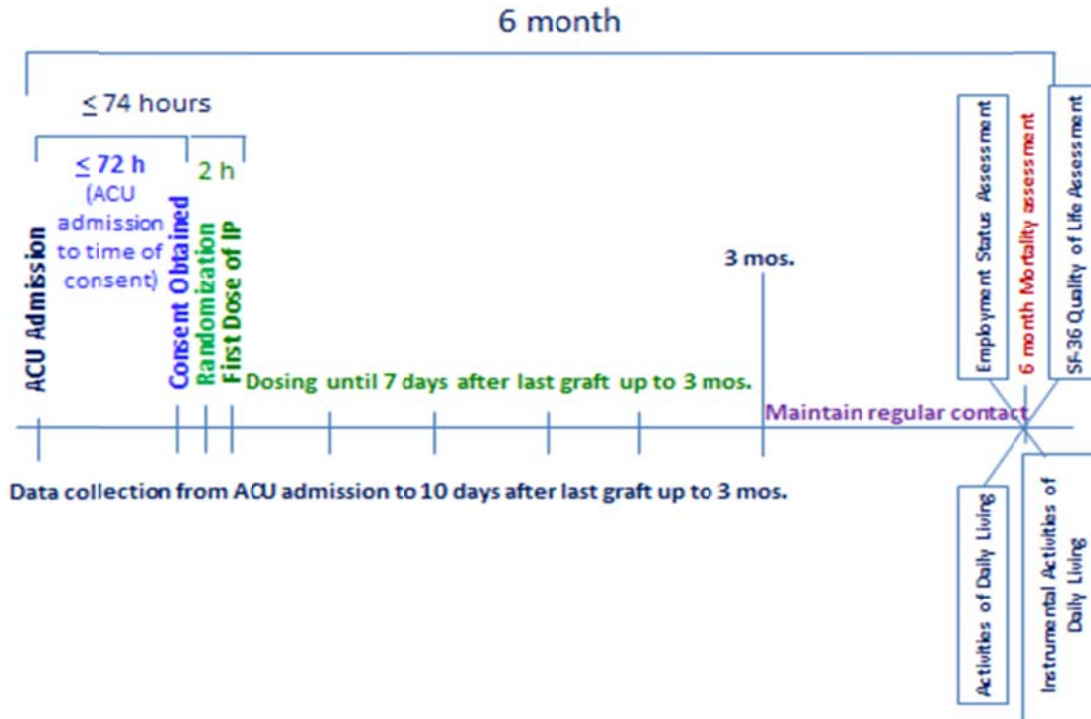 6 month
≤ 74 hours
≤ 72 h
(ACU
admission
to time of
consent)
2 h
ACU Admission
Consent Obtained
Randomization
First Dose of IP
Dosing until 7 days after last graft up to 3 mos.
3 mos.
Maintain regular contact
Employment Status Assessment
6 month Mortality assessment
SF-36 Quality of Life Assessment
Data collection from ACU admission to 10 days after last graft up to 3 mos.
Activities of Daily Living
Instrumental Activities of
Daily Living